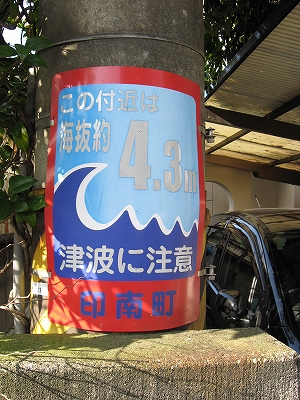 この付近は
海抜約
4.3m
津波に注意
印南町